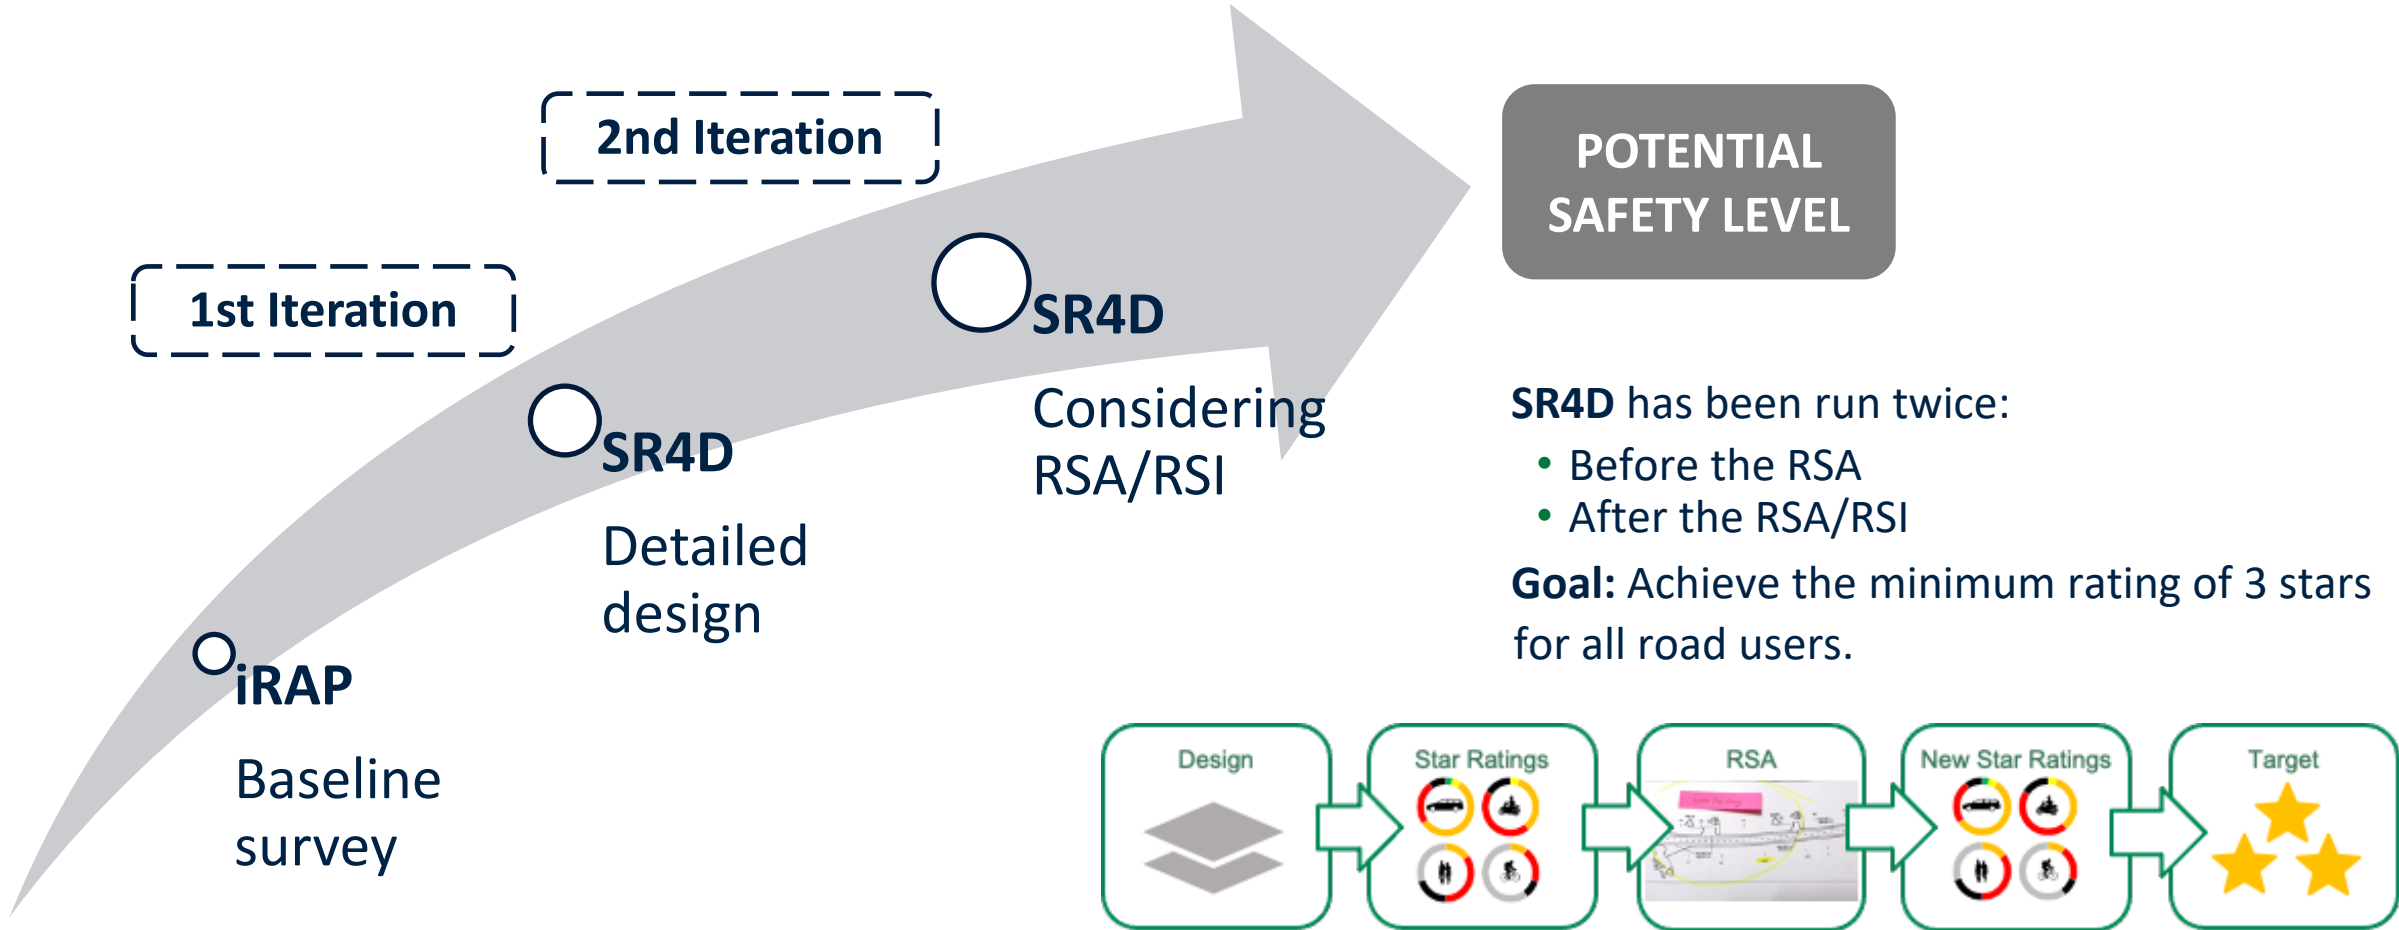 2nd Iteration
1st Iteration
POTENTIAL
SAFETY LEVEL
SR4D
Considering
RSA/RSI
SR4D
Detailed
design
iRAP
Baseline
survey
SR4D has been run twice:
• Before the RSA
• After the RSA/RSI
Goal: Achieve the minimum rating of 3 stars
for all road users.
Design
Star Ratings
RSA
New Star Ratings
Target